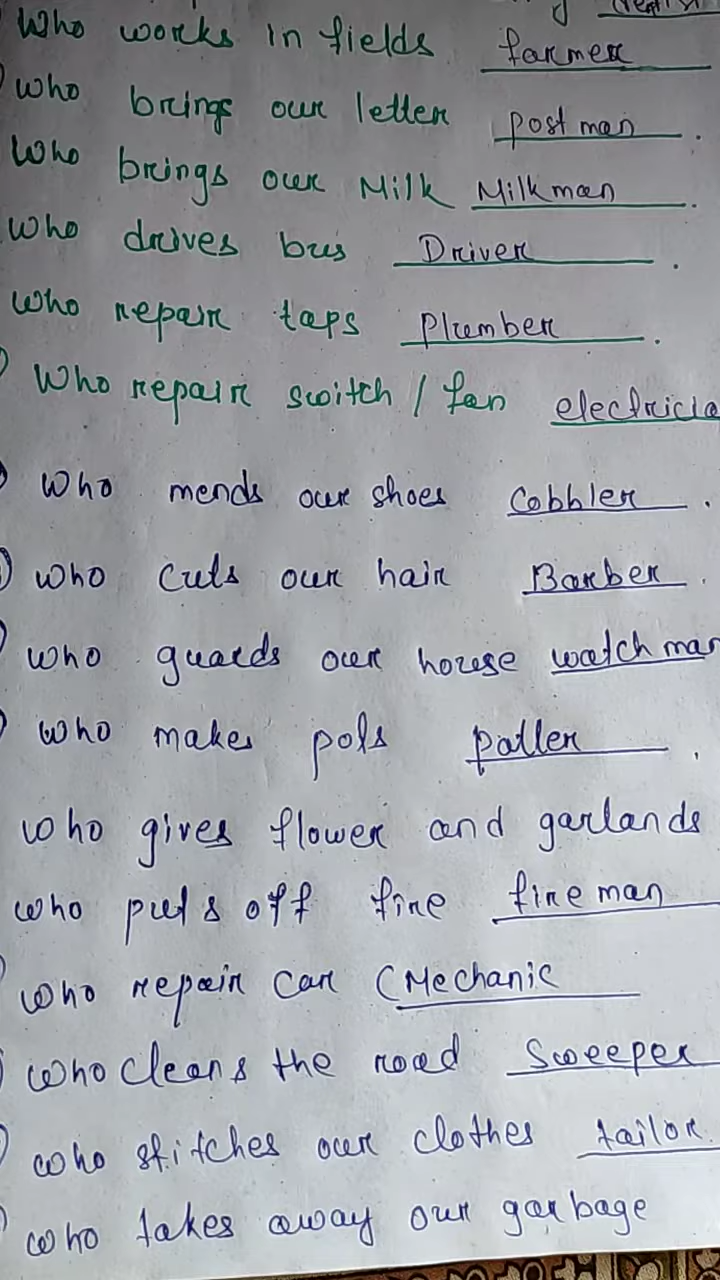 Who works in fields farmer
who brings our letter postman.
Who brings our Milk Milkman.
Who drives bus Driver.
Who repair taps Plumber.
Who repair switch / fan electricia
Who mends our shoes Cobbler.
who cuts our hair Barber.
who guards our house watchman
who makes pots potter.
who gives flower and garlands
who puts off fire fireman
who repair car (Mechanic
who cleans the road Sweeper
who stitches our clothes tailor.
who takes away our garbage